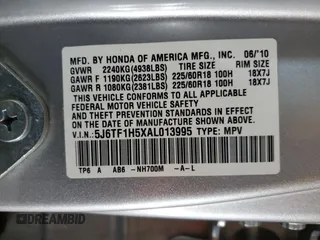 MFD. BY HONDA OF AMERICA MFG., INC. 06/'10
GVWR 2240KG(4938LBS) TIRE SIZE RIM SIZE
GAWR F 1190KG(2623LBS) 225/60R18 100H 18X7J
GAWR R 1080KG(2381LBS) 225/60R18 100H 18X7J
THIS VEHICLE CONFORMS TO ALL APPLICABLE
FEDERAL MOTOR VEHICLE SAFETY
AND THEFT PREVENTION STANDARDS IN EFFECT
ON THE DATE OF MANUFACTURE SHOWN ABOVE.
V.I.N.: 5J6TF1H5XAL013995 TYPE: MPV
TP6 A AB6 -NH700M -A-L
© DREAMBID